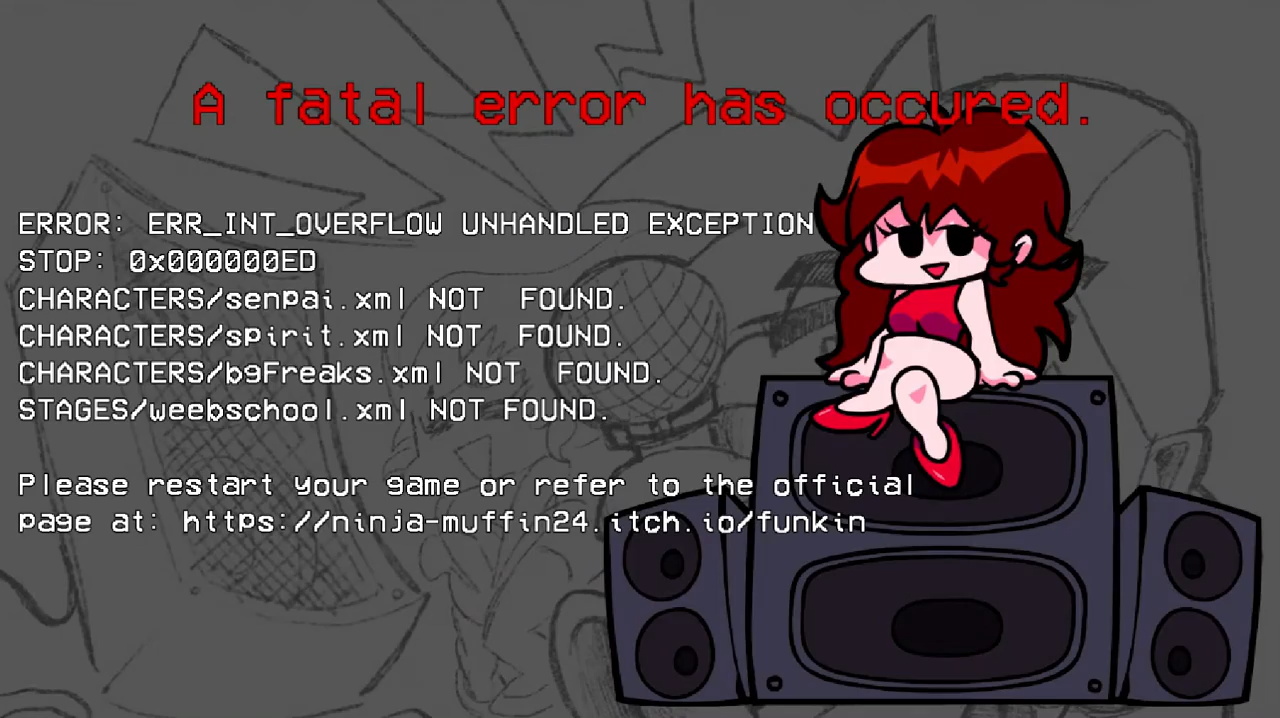 A fatal error has occured.
ERROR: ERR_INT_OVERFLOW UNHANDLED EXCEPTION
STOP: 0x000000ED
CHARACTERS/senpai.xml NOT  FOUND.
CHARACTERS/spirit.xml NOT  FOUND.
CHARACTERS/bgFreaks.xml NOT  FOUND.
STAGES/weebschool.xml NOT FOUND.
Please restart your game or refer to the official
page at: https://ninja-muffin24.itch.io/funkin